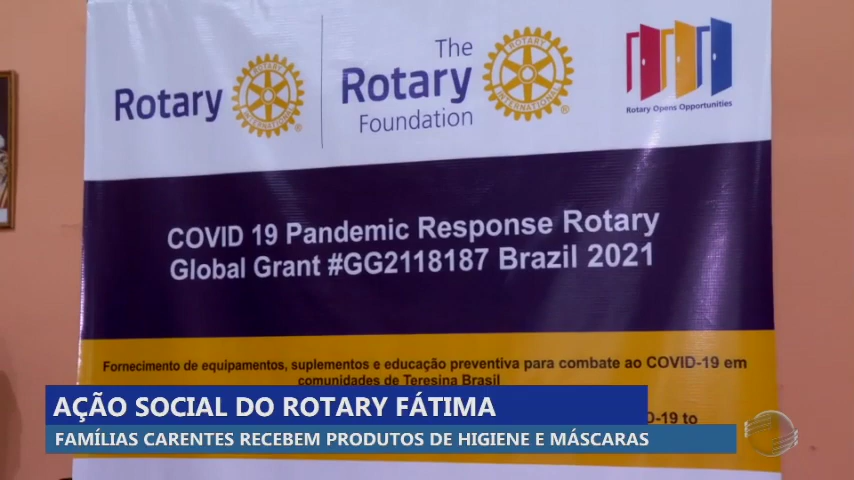 Rotary
ROTARY
INTERNATIONAL
The
Rotary
Foundation
ROTARY
INTERNATIONAL
Rotary Opens Opportunities
COVID 19 Pandemic Response Rotary
Global Grant #GG2118187 Brazil 2021
Fornecimento de equipamentos, suplementos e educação preventiva para combate ao COVID-19 em
comunidades de Teresina Brasil
D-19 to
AÇÃO SOCIAL DO ROTARY FÁTIMA
FAMÍLIAS CARENTES RECEBEM PRODUTOS DE HIGIENE E MÁSCARAS